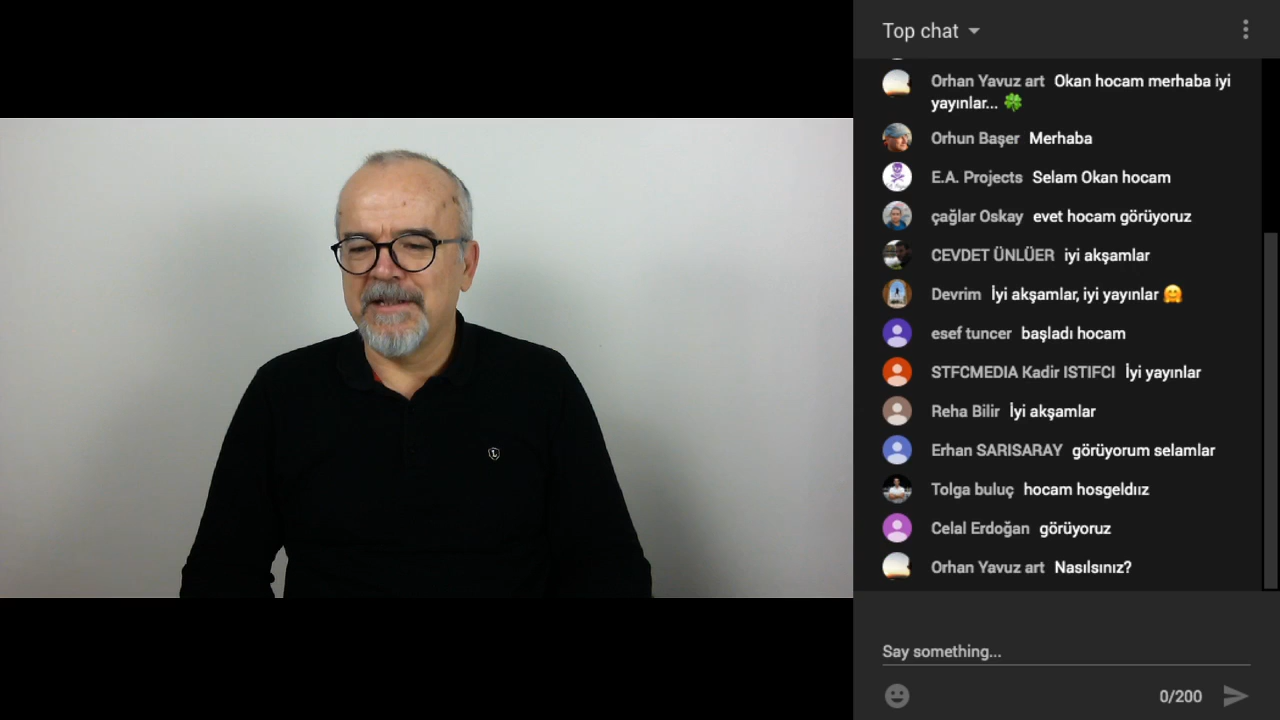 Top chat
Orhan Yavuz art Okan hocam merhaba iyi
yayınlar... 🍀
Orhun Başer Merhaba
E.A. Projects Selam Okan hocam
çağlar Oskay evet hocam görüyoruz
CEVDET ÜNLÜER iyi akşamlar
Devrim İyi akşamlar, iyi yayınlar 🤗
esef tuncer başladı hocam
STFCMEDIA Kadir ISTIFCI İyi yayınlar
Reha Bilir İyi akşamlar
Erhan SARISARAY görüyorum selamlar
Tolga buluç hocam hosgeldıız
Celal Erdoğan görüyoruz
Orhan Yavuz art Nasılsınız?
Say something...
0/200